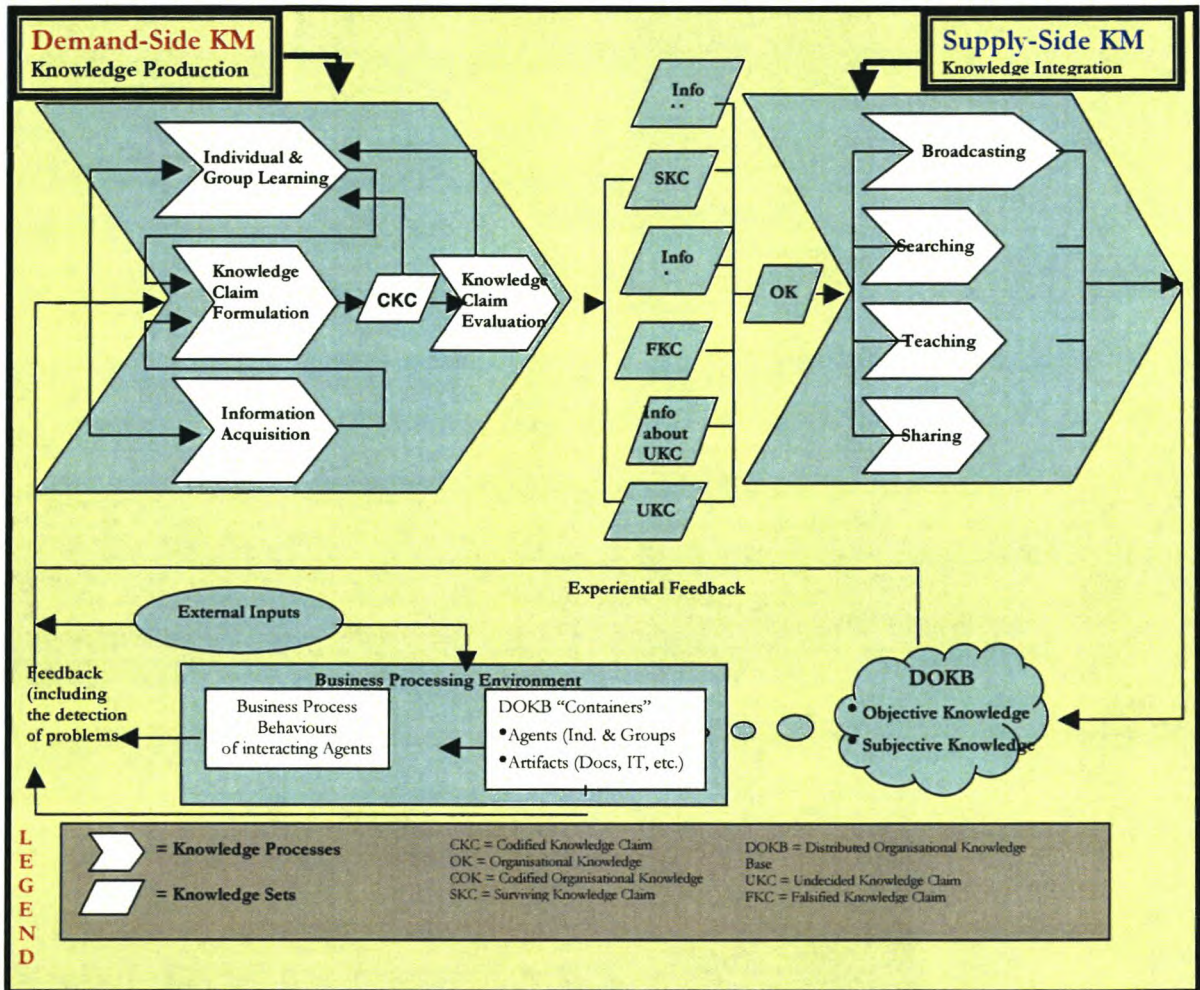 Demand-Side KM
Knowledge Production
Supply-Side KM
Knowledge Integration
Individual &
Group Learning
Knowledge
Claim
Formulation
CKC
Knowledge
Claim
Evaluation
Information
Acquisition
Info
..
SKC
Info
.
FKC
Info
about
UKC
UKC
OK
Broadcasting
Searching
Teaching
Sharing
Experiential Feedback
External Inputs
Feedback
(including
the detection
of problems
Business Processing Environment
Business Process
Behaviours
of interacting Agents
DOKB “Containers”
•Agents (Ind. & Groups
•Artifacts (Docs, IT, etc.)
DOKB
• Objective Knowledge
• Subjective Knowledge
LEGEND
= Knowledge Processes
= Knowledge Sets
CKC = Codified Knowledge Claim
OK = Organisational Knowledge
COK = Codified Organisational Knowledge
SKC = Surviving Knowledge Claim
DOKB = Distributed Organisational Knowledge
Base
UKC = Undecided Knowledge Claim
FKC = Falsified Knowledge Claim